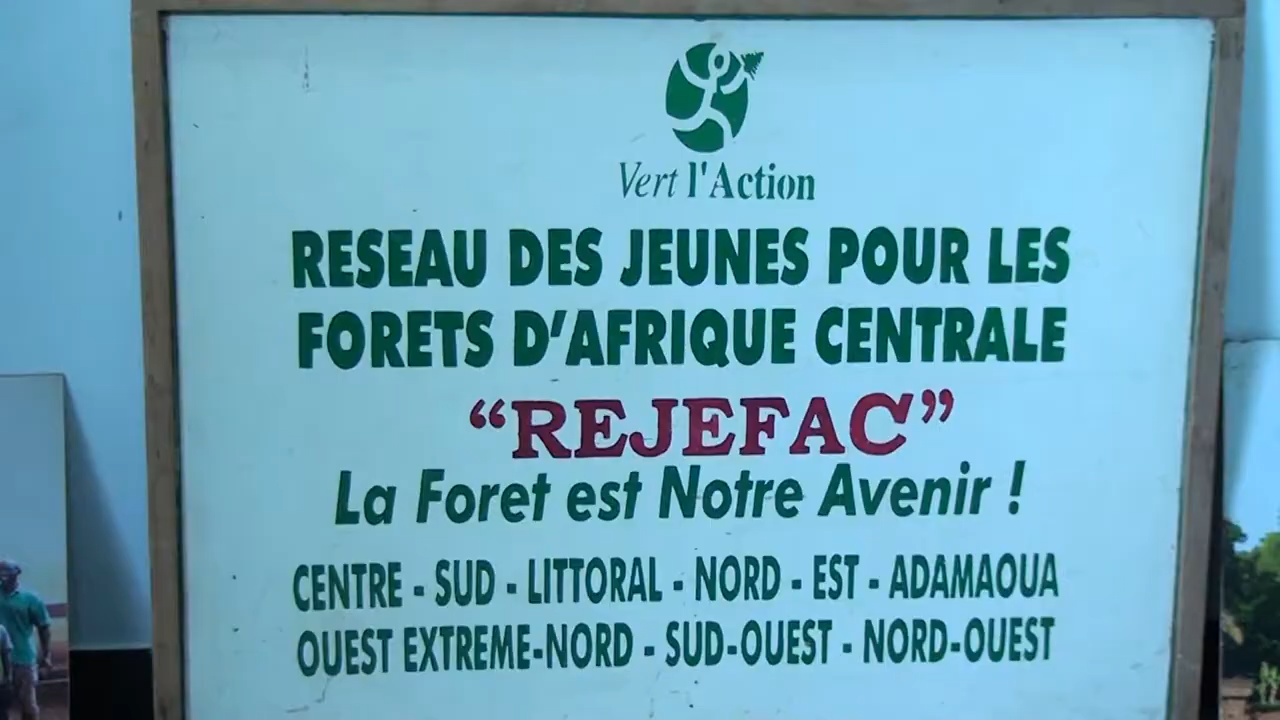 Vert l'Action
RESEAU DES JEUNES POUR LES
FORETS D'AFRIQUE CENTRALE
“REJEFAC”
La Foret est Notre Avenir !
CENTRE - SUD - LITTORAL - NORD - EST - ADAMAOUA
OUEST EXTREME-NORD - SUD-OUEST - NORD-OUEST